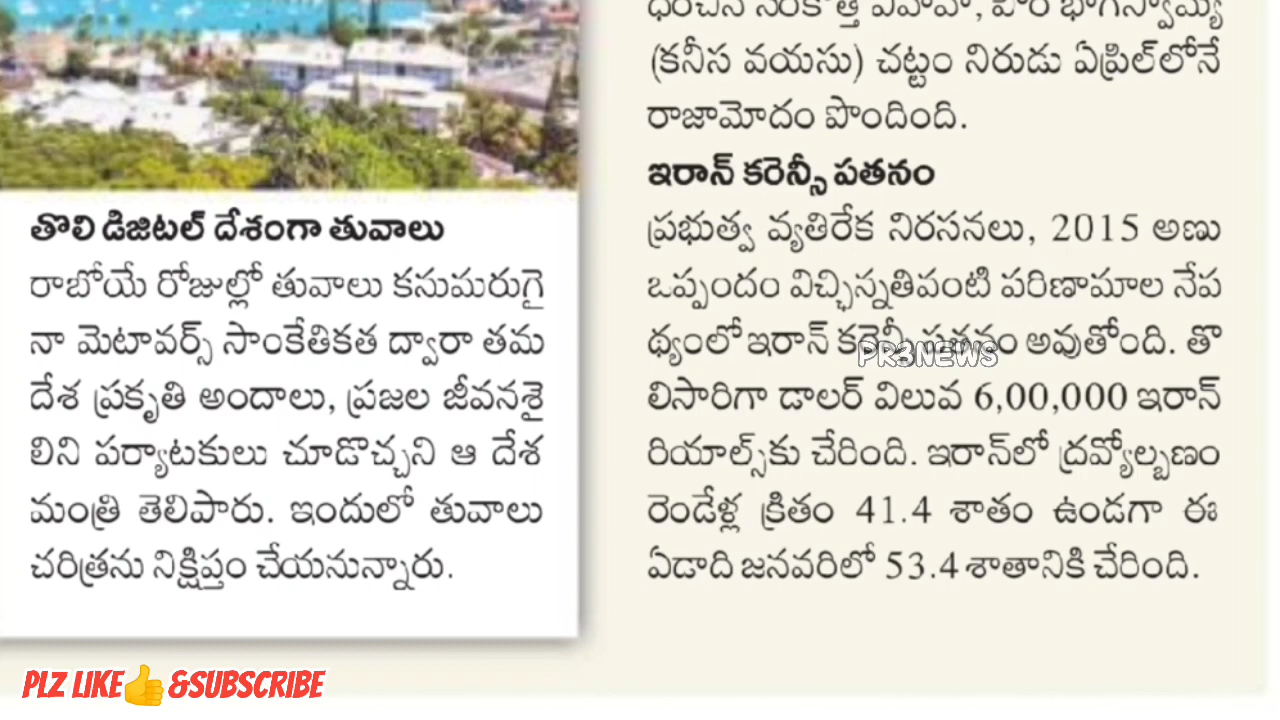 తొలి డిజిటల్ దేశంగా తువాలు
రాబోయే రోజుల్లో తువాలు కనుమరుగై
నా మెటావర్స్ సాంకేతికత ద్వారా తమ
దేశ ప్రకృతి అందాలు, ప్రజల జీవనశై
లిని పర్యాటకులు చూడొచ్చని ఆ దేశ
మంత్రి తెలిపారు. ఇందులో తువాలు
చరిత్రను నిక్షిప్తం చేయనున్నారు.
(కనీస వయసు) చట్టం నిరుడు ఏప్రిల్‌లోనే
రాజామోదం పొందింది.
ఇరాన్ కరెన్సీ పతనం
ప్రభుత్వ వ్యతిరేక నిరసనలు, 2015 అణు
ఒప్పందం విచ్ఛిన్నతివంటి పరిణామాల నేప
థ్యంలో ఇరాన్ కరెన్సీ పతనం అవుతోంది. తొ
లిసారిగా డాలర్ విలువ 6,00,000 ఇరాన్
రియాల్స్‌కు చేరింది. ఇరాన్‌లో ద్రవ్యోల్బణం
రెండేళ్ల క్రితం 41.4 శాతం ఉండగా ఈ
ఏడాది జనవరిలో 53.4 శాతానికి చేరింది.
PR3NEWS
PLZ LIKE👍 &SUBSCRIBE